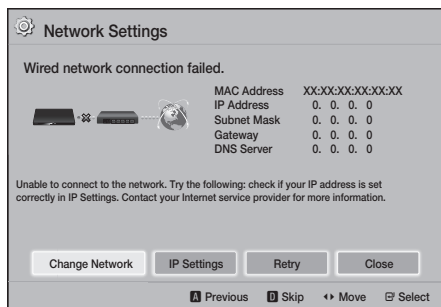 Network Settings
Wired network connection failed.
MAC Address XX:XX:XX:XX:XX:XX
IP Address 0. 0. 0. 0
Subnet Mask 0. 0. 0. 0
Gateway 0. 0. 0. 0
DNS Server 0. 0. 0. 0
Unable to connect to the network. Try the following: check if your IP address is set
correctly in IP Settings. Contact your Internet service provider for more information.
Change Network IP Settings Retry Close
A Previous D Skip Move Select